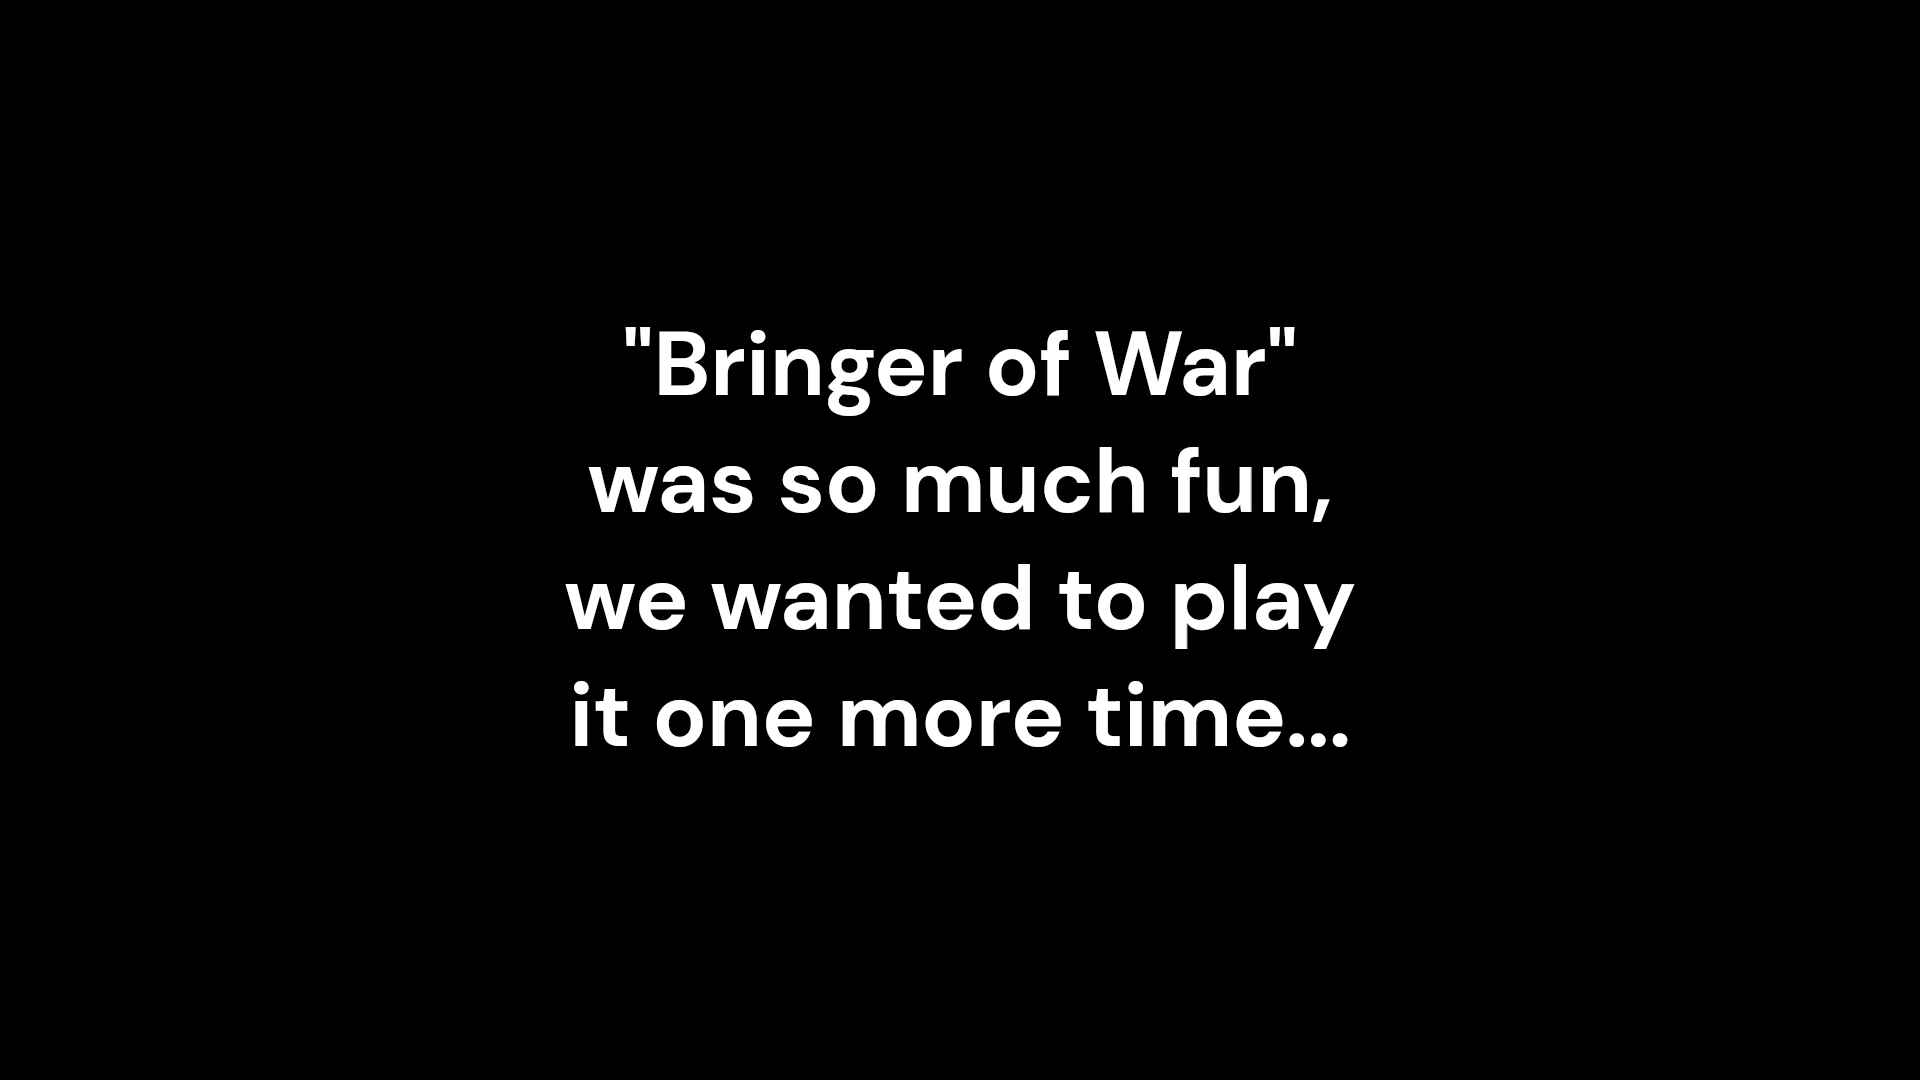 "Bringer of War"
was so much fun,
we wanted to play
it one more time...